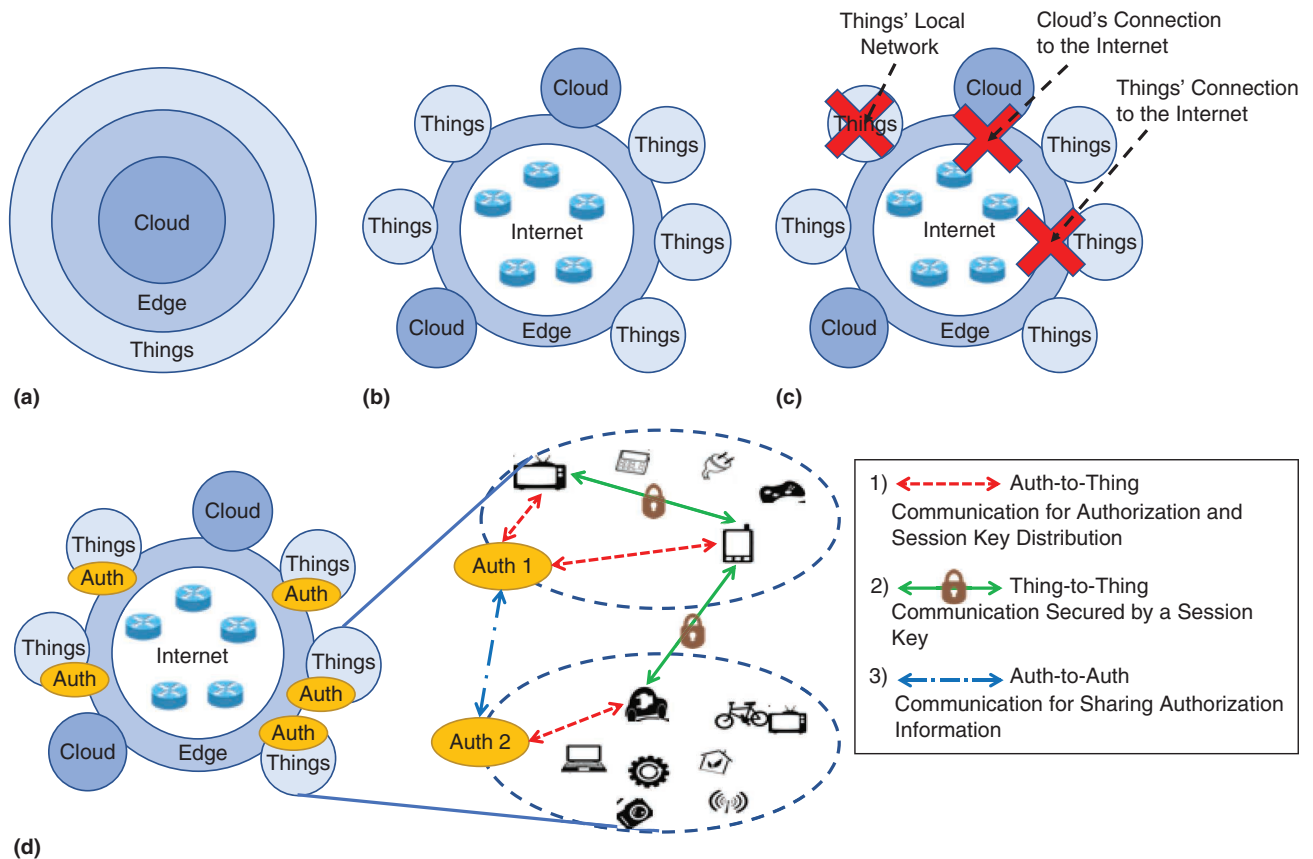 Cloud
Edge
Things
(a)
Cloud
Things
Things
Things
Things
Internet
Cloud
Edge
Things
(b)
Things' Local
Network
Cloud's Connection
to the Internet
Things' Connection
to the Internet
Cloud
Things
Things
Things
Things
Internet
Cloud
Edge
Things
(c)
Cloud
Things
Auth
Things
Auth
Things
Auth
Things
Auth
Internet
Auth
Things
Cloud
Edge
Auth 1
Auth 2
(d)
1) Auth-to-Thing
Communication for Authorization and
Session Key Distribution
2) Thing-to-Thing
Communication Secured by a Session
Key
3) Auth-to-Auth
Communication for Sharing Authorization
Information